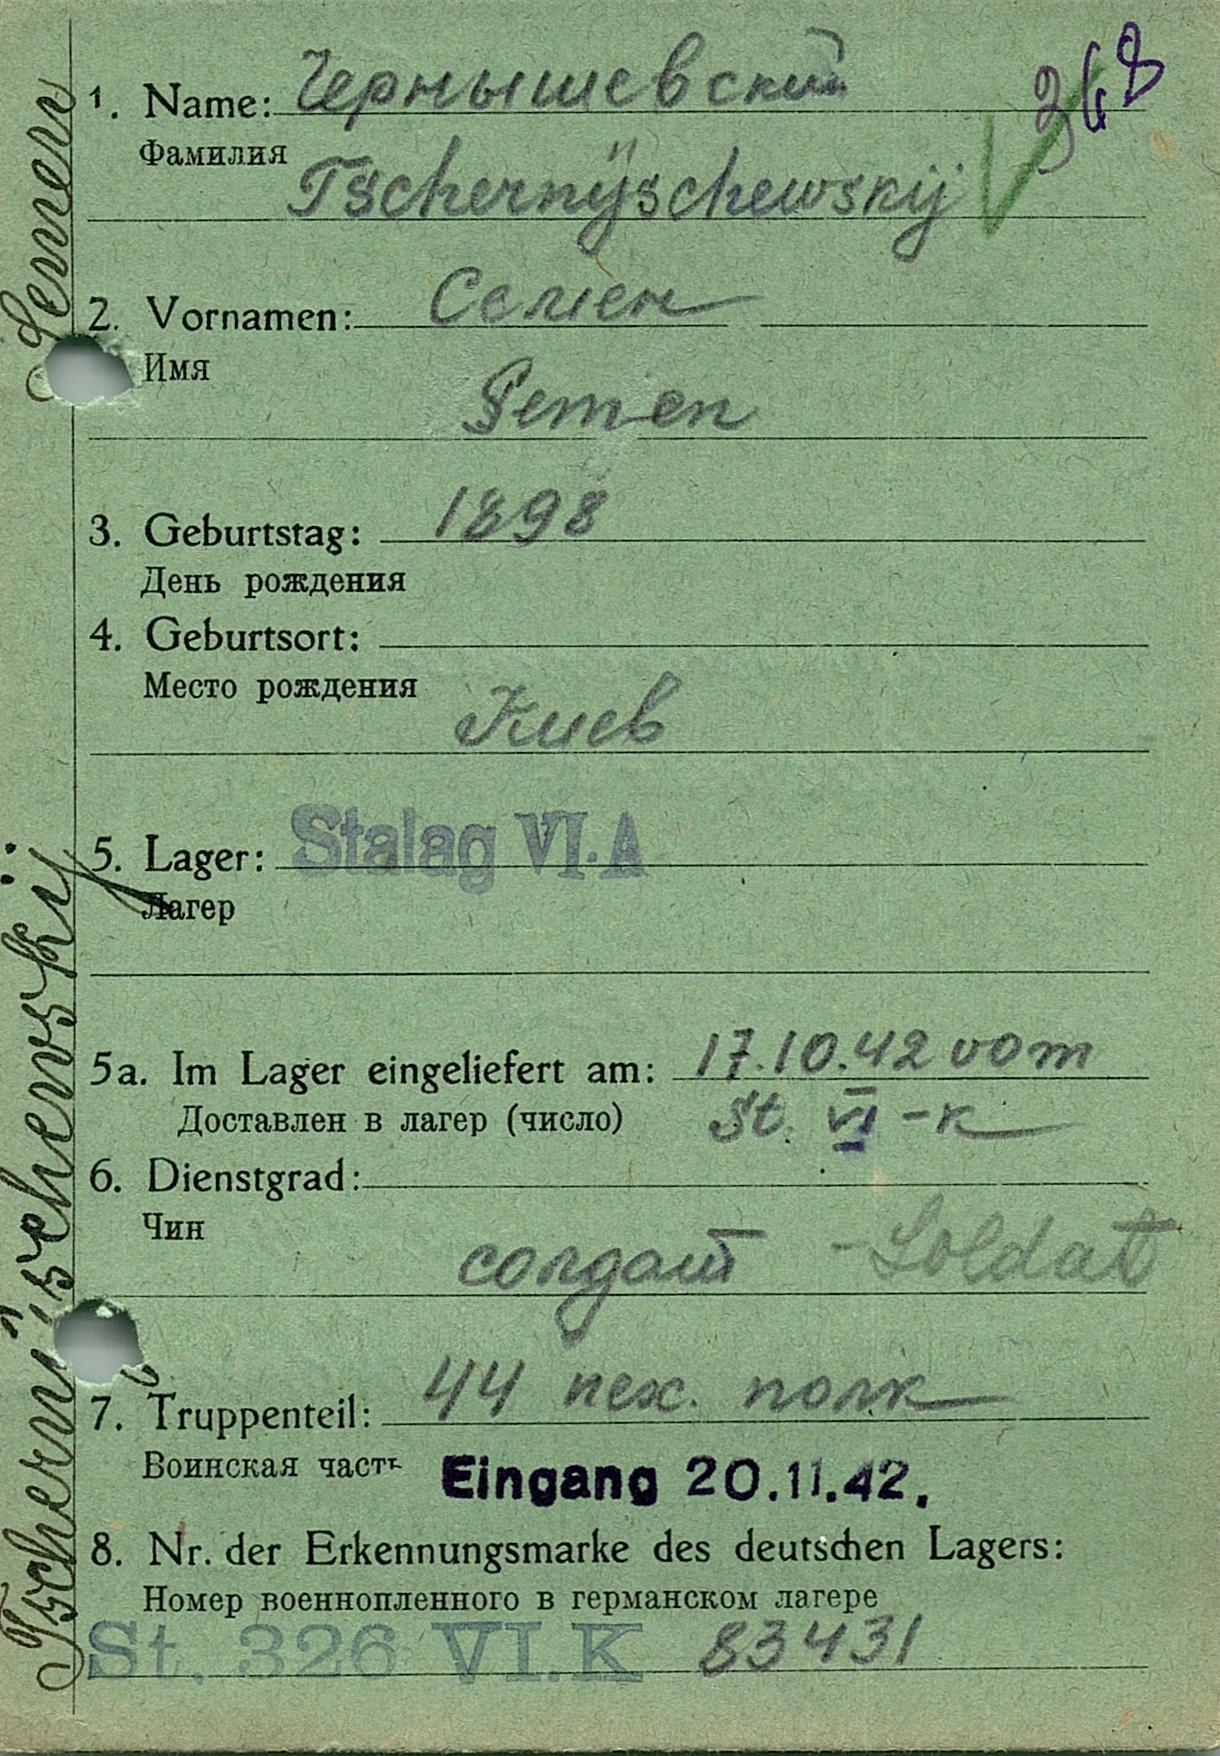 368
1. Name: Чернышевский
Фамилия
Tschernÿschewskij
2. Vornamen: Семен
Имя
Semen
3. Geburtstag: 1898
День рождения
4. Geburtsort:
Место рождения
Киев
5. Lager: Stalag VI.A
Лагер
5a. Im Lager eingeliefert am: 17.10.42 vom
Доставлен в лагер (число) St. VI-K
6. Dienstgrad:
Чин
солдат - Soldat
7. Truppenteil: 44 пех. полк
Воинская часть Eingang 20.11.42.
8. Nr. der Erkennungsmarke des deutschen Lagers:
Номер военнопленного в германском лагере
St. 326 VI.K 83431
Tschernischewskij Semen